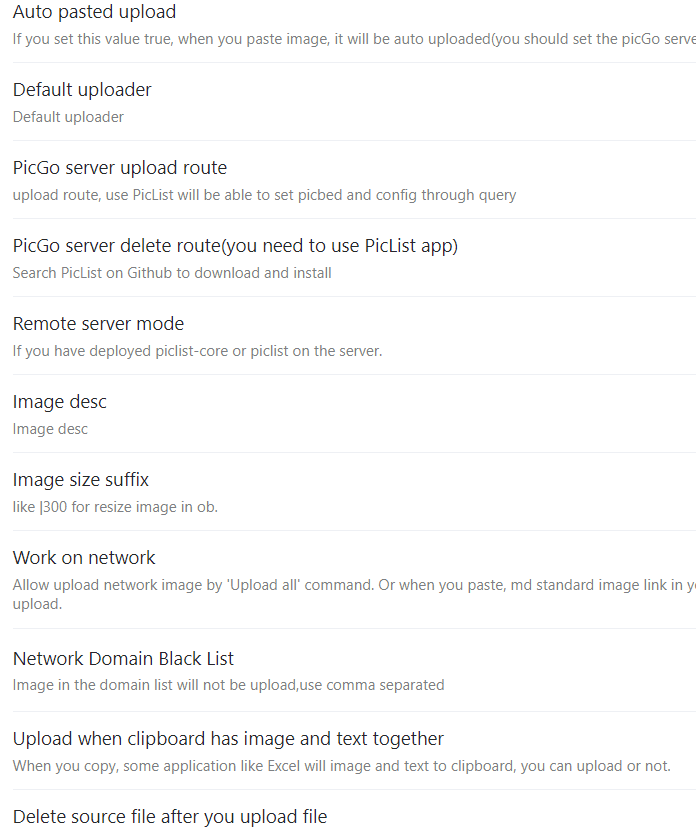 Auto pasted upload
If you set this value true, when you paste image, it will be auto uploaded(you should set the picGo serve
Default uploader
Default uploader
PicGo server upload route
upload route, use PicList will be able to set picbed and config through query
PicGo server delete route(you need to use PicList app)
Search PicList on Github to download and install
Remote server mode
If you have deployed piclist-core or piclist on the server.
Image desc
Image desc
Image size suffix
like |300 for resize image in ob.
Work on network
Allow upload network image by 'Upload all' command. Or when you paste, md standard image link in y
upload.
Network Domain Black List
Image in the domain list will not be upload,use comma separated
Upload when clipboard has image and text together
When you copy, some application like Excel will image and text to clipboard, you can upload or not.
Delete source file after you upload file